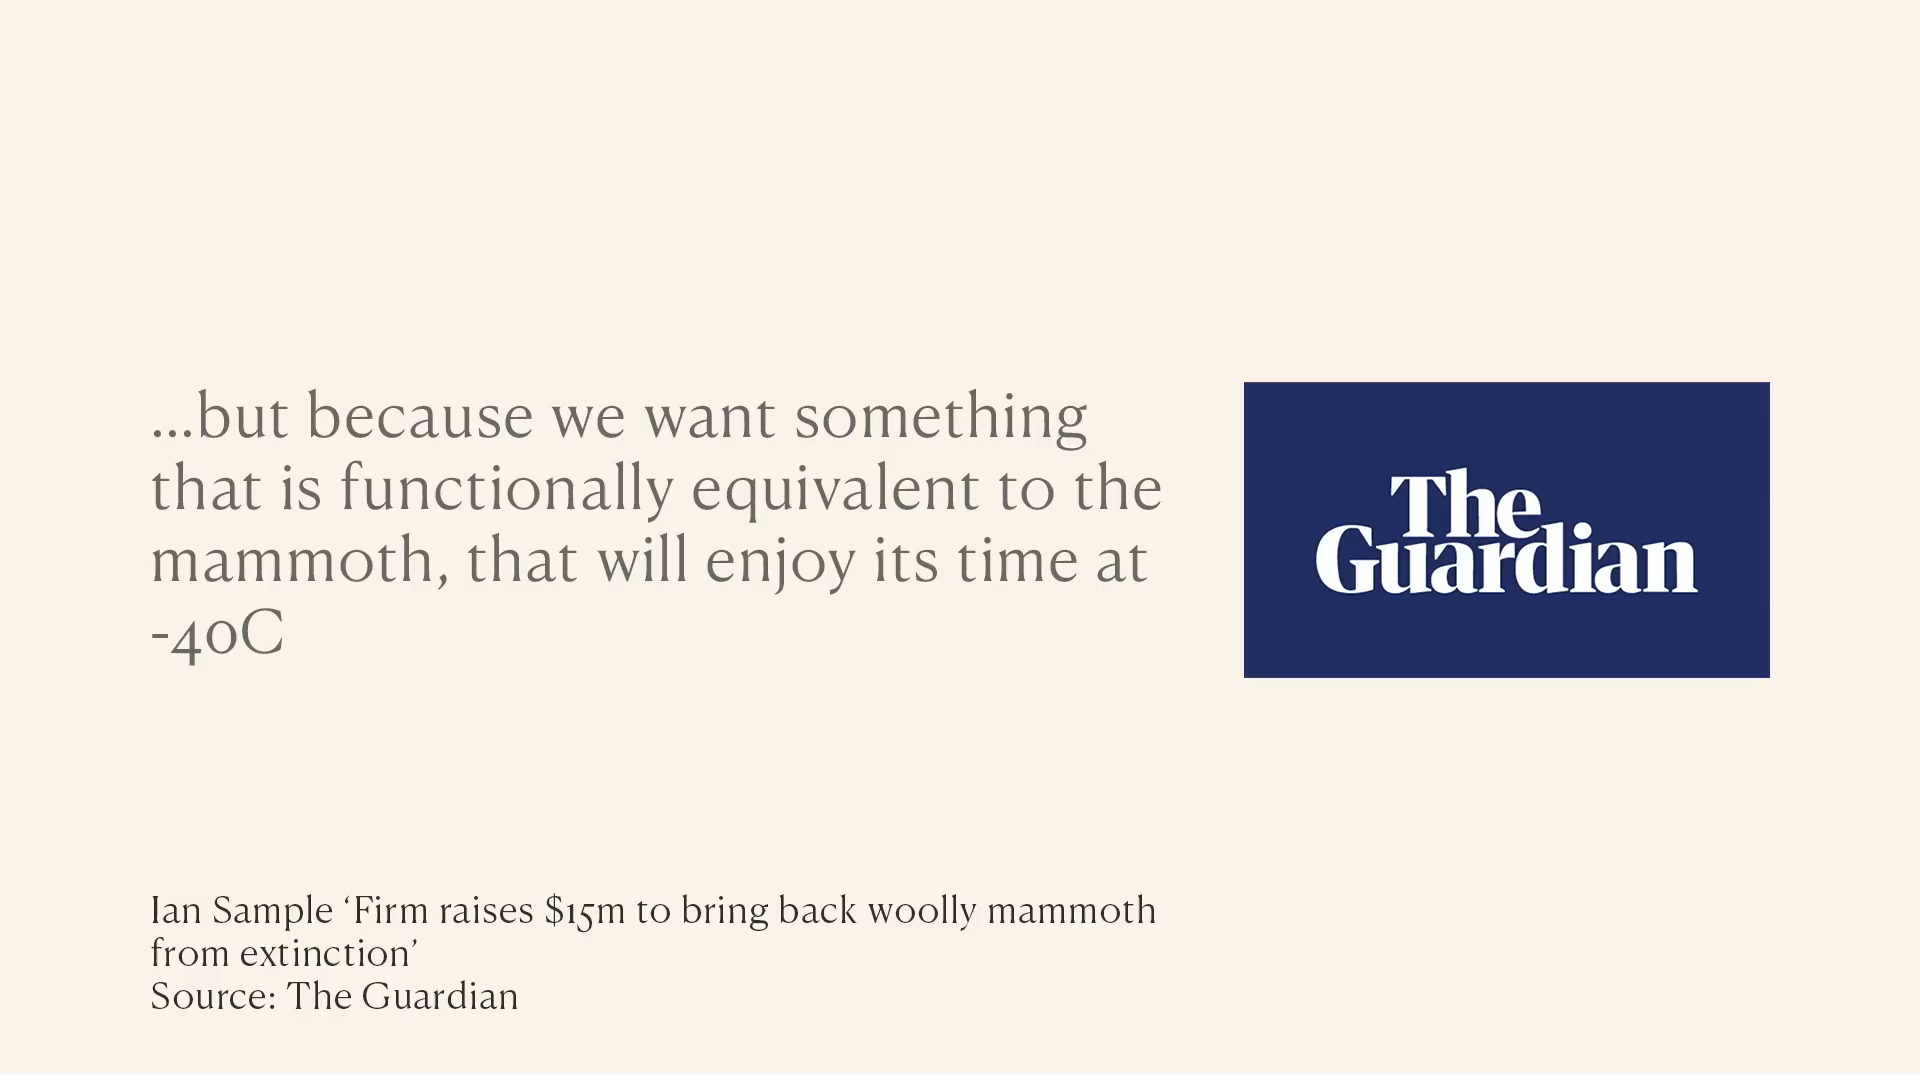 ...but because we want something
that is functionally equivalent to the
mammoth, that will enjoy its time at
-40C
The
Guardian
Ian Sample ‘Firm raises $15m to bring back woolly mammoth
from extinction’
Source: The Guardian